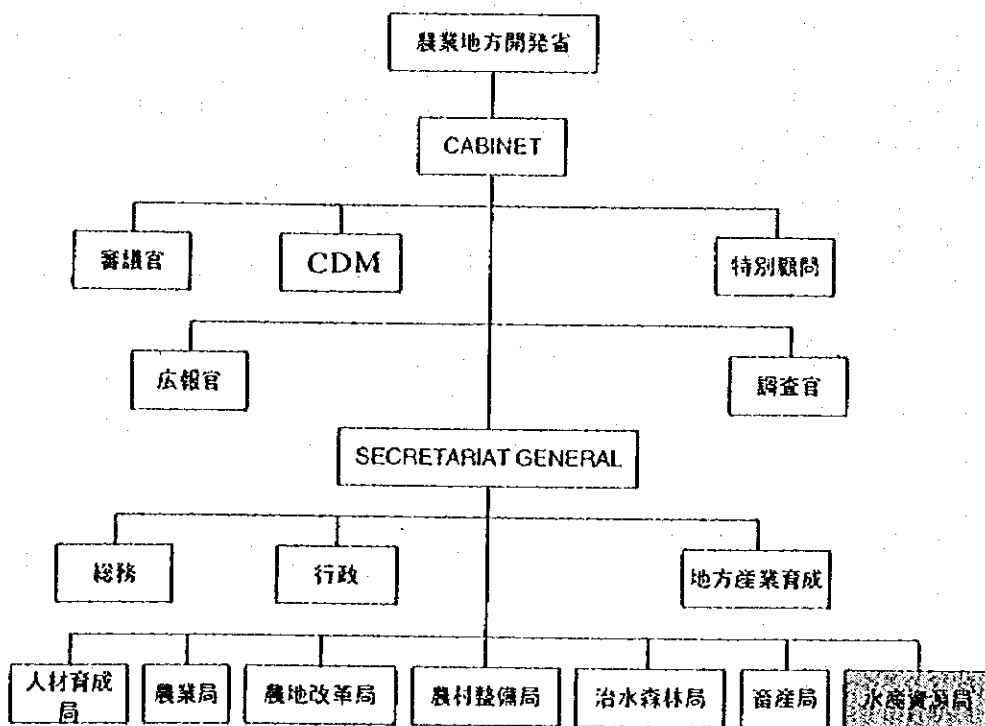 農業地方開発省
CABINET
審議官
CDM
特別顧問
広報官
調査官
SECRETARIAT GENERAL
総務
行政
地方産業育成
人材育成
局
農業局
農地改革局
農村整備局
治水森林局
畜産局
水産資源局